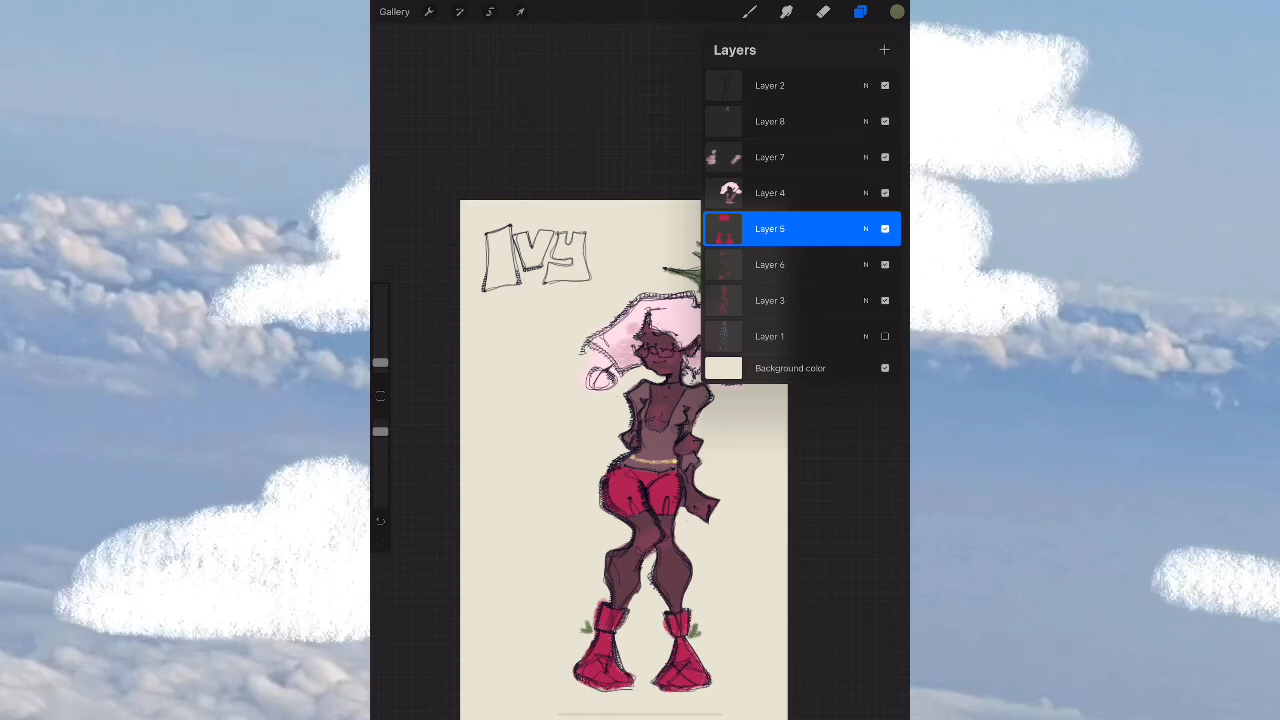 Gallery
Layers
Layer 2 N
Layer 8 N
Layer 7 N
Layer 4 N
Layer 5 N
Layer 6 N
Layer 3 N
Layer 1 N
Background color
Ivy